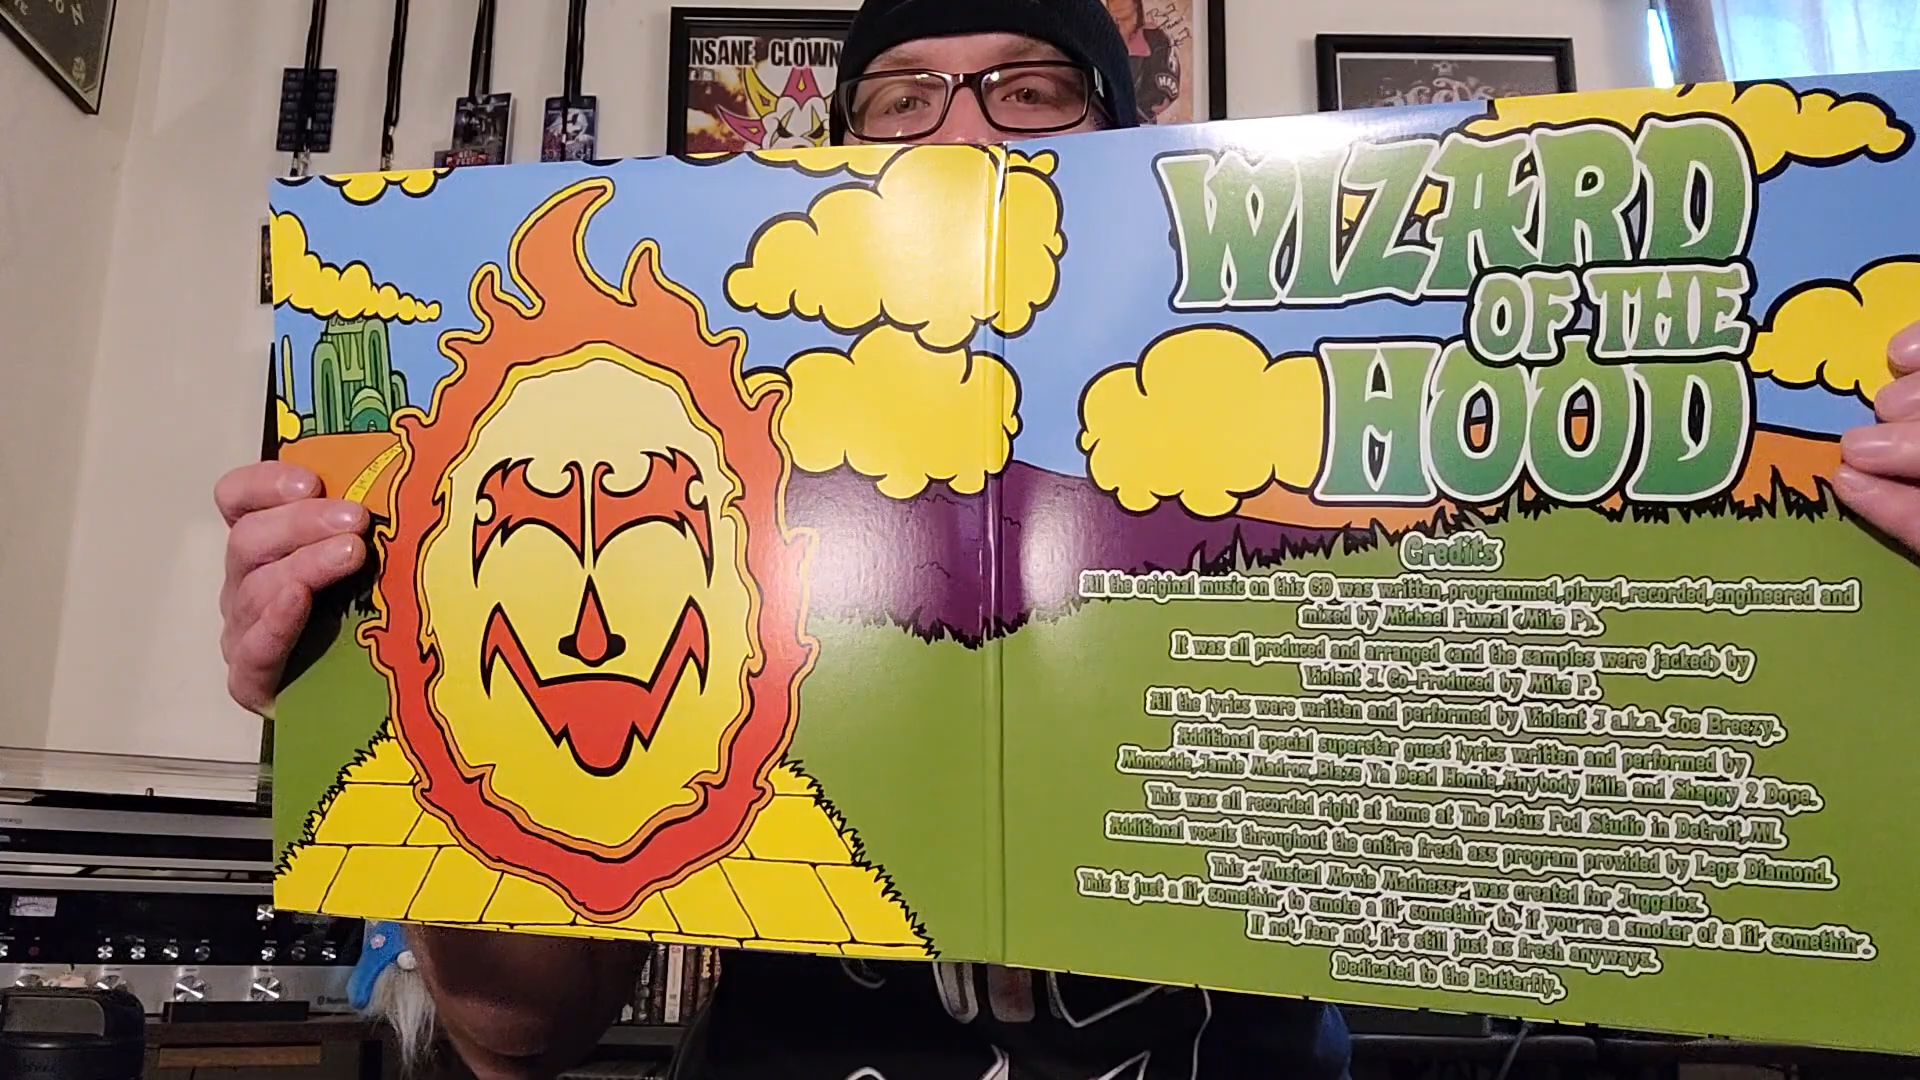 INSANE CLOWN
WIZARD
OF THE
HOOD
Credits
All the original music on this CD was written, programmed, played, recorded, engineered and
mixed by Michael Puwal (Mike P).
It was all produced and arranged (and the samples were jacked) by
Violent J. Co-Produced by Mike P.
All the lyrics were written and performed by Violent J a.k.a. Joe Breezy.
Additional special superstar guest lyrics written and performed by
Monoxide, Jamie Madrox, Blaze Ya Dead Homie, Anybody Killa and Shaggy 2 Dope.
This was all recorded right at home at The Lotus Pod Studio in Detroit, MI.
Additional vocals throughout the entire fresh ass program provided by Legs Diamond.
This "Musical Movie Madness" was created for Juggalos.
This is just a lil' somethin' to smoke a lil' somethin' to, if you're a smoker of a lil' somethin'.
If not, fear not, it's still just as fresh anyways.
Dedicated to the Butterfly.